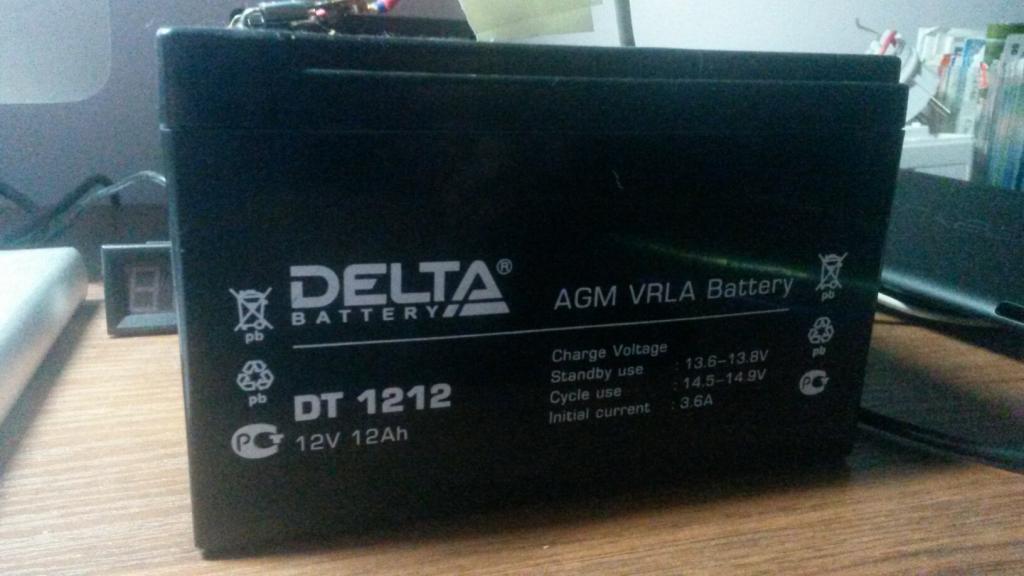 DELTA®
BATTERY
AGM VRLA Battery
pb
pb
Charge Voltage
Standby use : 13.6–13.8V
Cycle use : 14.5–14.9V
Initial current : 3.6A
pb
pb
DT 1212
12V 12Ah